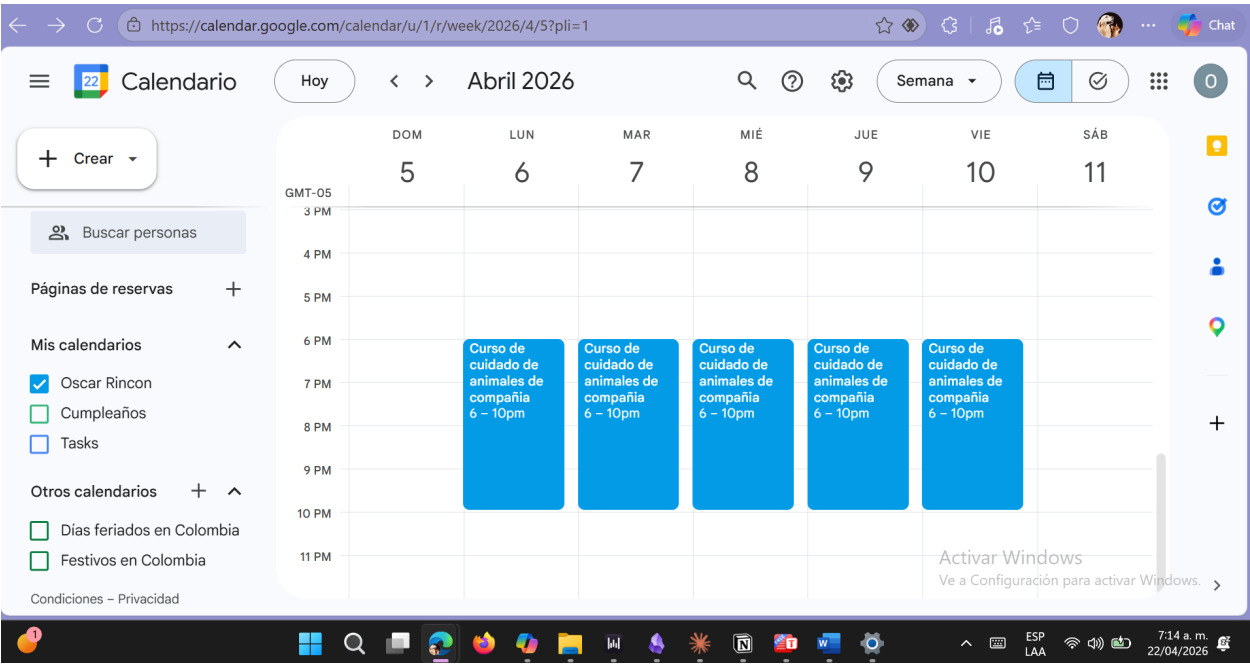 https://calendar.google.com/calendar/u/1/r/week/2026/4/5?pli=1
Chat
22
Calendario
Hoy
Abril 2026
Semana
O
Crear
DOM LUN MAR MIÉ JUE VIE SÁB
5 6 7 8 9 10 11
GMT-05
3 PM
4 PM
5 PM
6 PM
7 PM
8 PM
9 PM
10 PM
11 PM
Buscar personas
Páginas de reservas
Mis calendarios
Oscar Rincon
Cumpleaños
Tasks
Otros calendarios
Días feriados en Colombia
Festivos en Colombia
Condiciones – Privacidad
Curso de
cuidado de
animales de
compañia
6 – 10pm
Curso de
cuidado de
animales de
compañia
6 – 10pm
Curso de
cuidado de
animales de
compañia
6 – 10pm
Curso de
cuidado de
animales de
compañia
6 – 10pm
Curso de
cuidado de
animales de
compañia
6 – 10pm
Activar Windows
Ve a Configuración para activar Windows.
1
ESP
LAA
7:14 a. m.
22/04/2026